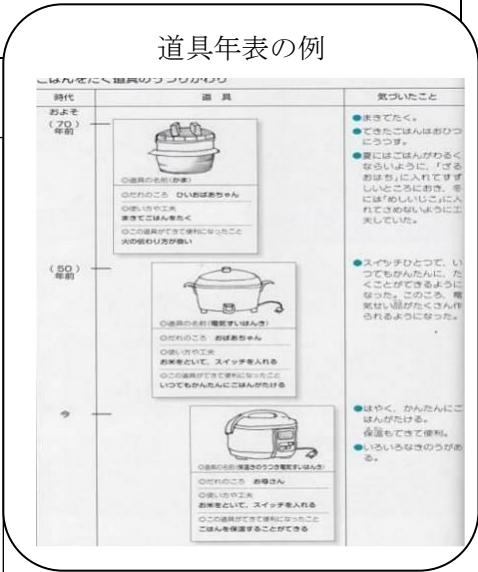 道具年表の例
ごはんをたく道具のうつりかわり
時代
道 具
気づいたこと
およそ
(70)
年前
○道具の名前(かま)
○だれのころ ひいおばあちゃん
○使い方や工夫
まきでごはんをたく
○この道具ができて便利になったこと
火の伝わり方が良い
●まきでたく。
●できたごはんはおひつ
にうつす。
●夏にはごはんがわるく
ならないように、「ざる
おはち」に入れてすず
しいところにおき、冬
には「めしいじこ」に入
れてさめないように工
夫していた。
(50)
年前
○道具の名前(電気すいはんき)
○だれのころ おばあちゃん
○使い方や工夫
お米をといで、スイッチを入れる
○この道具ができて便利になったこと
いつでもかんたんにごはんがたける
●スイッチひとつで、い
つでもかんたんに、た
くことができるように
なった。このころ、電
気せい品がたくさん作
られるようになった。
今
○道具の名前(保温きのうつき電気すいはんき)
○だれのころ お母さん
○使い方や工夫
お米をといで、スイッチを入れる
○この道具ができて便利になったこと
ごはんを保温することができる
●はやく、かんたんにご
はんがたける。
保温もできて便利。
●いろいろなきのうがあ
る。